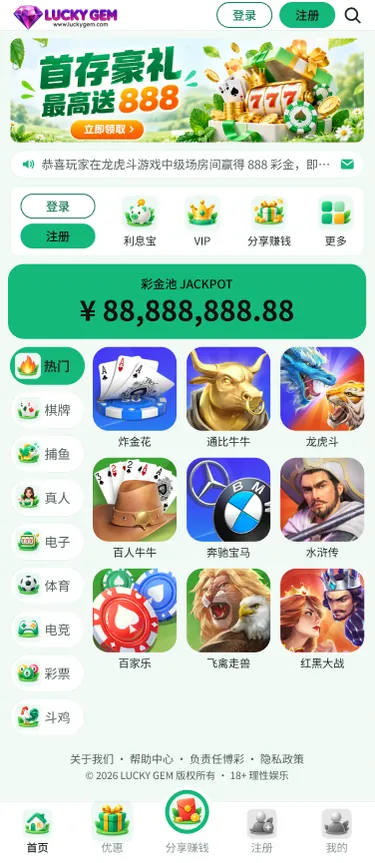 LUCKY GEM
www.luckygem.com
登录
注册
首存豪礼
最高送 888
立即领取 >
777
恭喜玩家在龙虎斗游戏中级场房间赢得 888 彩金，即…
登录
注册
利息宝
VIP
分享赚钱
更多
彩金池 JACKPOT
¥ 88,888,888.88
热门
棋牌
捕鱼
真人
电子
体育
电竞
彩票
斗鸡
炸金花
通比牛牛
龙虎斗
百人牛牛
B M
奔驰宝马
水浒传
百家乐
飞禽走兽
红黑大战
关于我们 · 帮助中心 · 负责任博彩 · 隐私政策
© 2026 LUCKY GEM 版权所有 · 18+ 理性娱乐
首页
优惠
分享赚钱
注册
我的